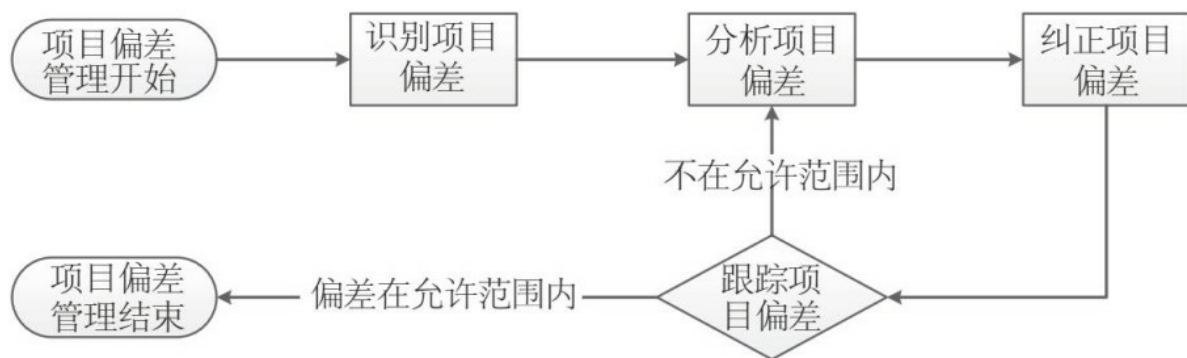 项目偏差
管理开始
识别项目
偏差
分析项目
偏差
纠正项目
偏差
不在允许范围内
项目偏差
管理结束
偏差在允许范围内
跟踪项
目偏差